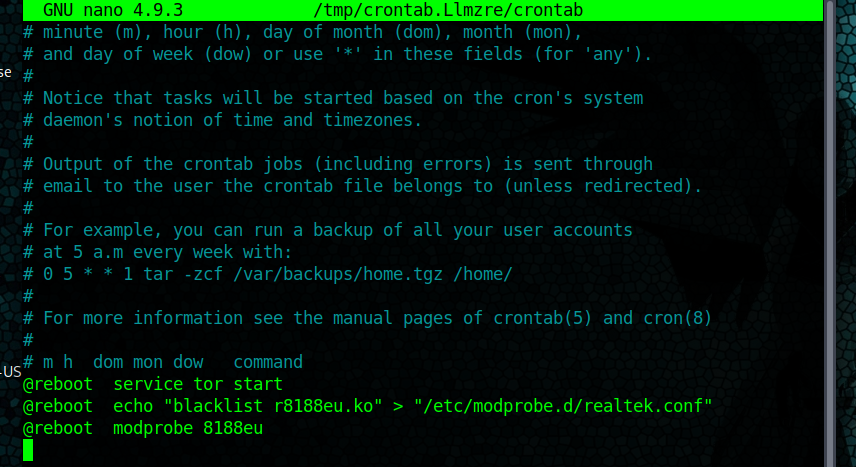 GNU nano 4.9.3 /tmp/crontab.Llmzre/crontab
# minute (m), hour (h), day of month (dom), month (mon),
# and day of week (dow) or use '*' in these fields (for 'any').
se
#
# Notice that tasks will be started based on the cron's system
# daemon's notion of time and timezones.
#
# Output of the crontab jobs (including errors) is sent through
# email to the user the crontab file belongs to (unless redirected).
#
# For example, you can run a backup of all your user accounts
# at 5 a.m every week with:
# 0 5 * * 1 tar -zcf /var/backups/home.tgz /home/
#
# For more information see the manual pages of crontab(5) and cron(8)
#
# m h  dom mon dow   command
-US
@reboot  service tor start
@reboot  echo "blacklist r8188eu.ko" > "/etc/modprobe.d/realtek.conf"
@reboot  modprobe 8188eu